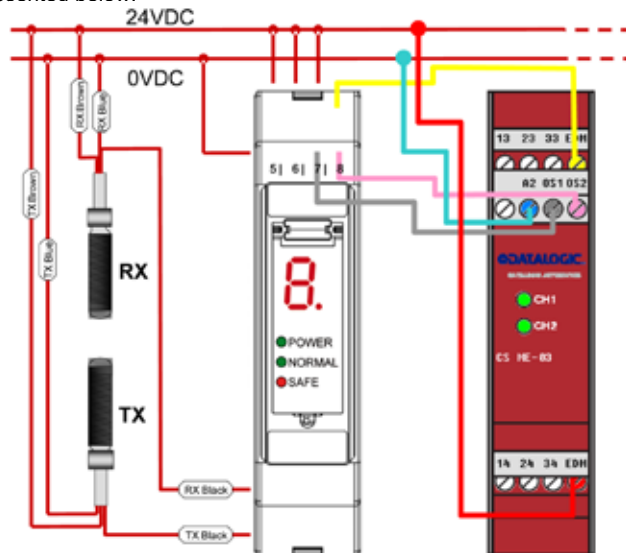 24VDC
0VDC
RX Brown
RX Blue
TX Brown
TX Blue
5| 6| 7| 8
13 23 33 EDM
A2 OS1 OS2
DATALOGIC
DATALOGIC AUTOMATION
RX
8.
CH1
CH2
POWER
NORMAL
SAFE
CS ME-03
TX
14 24 34 EDM
RX Black
TX Black